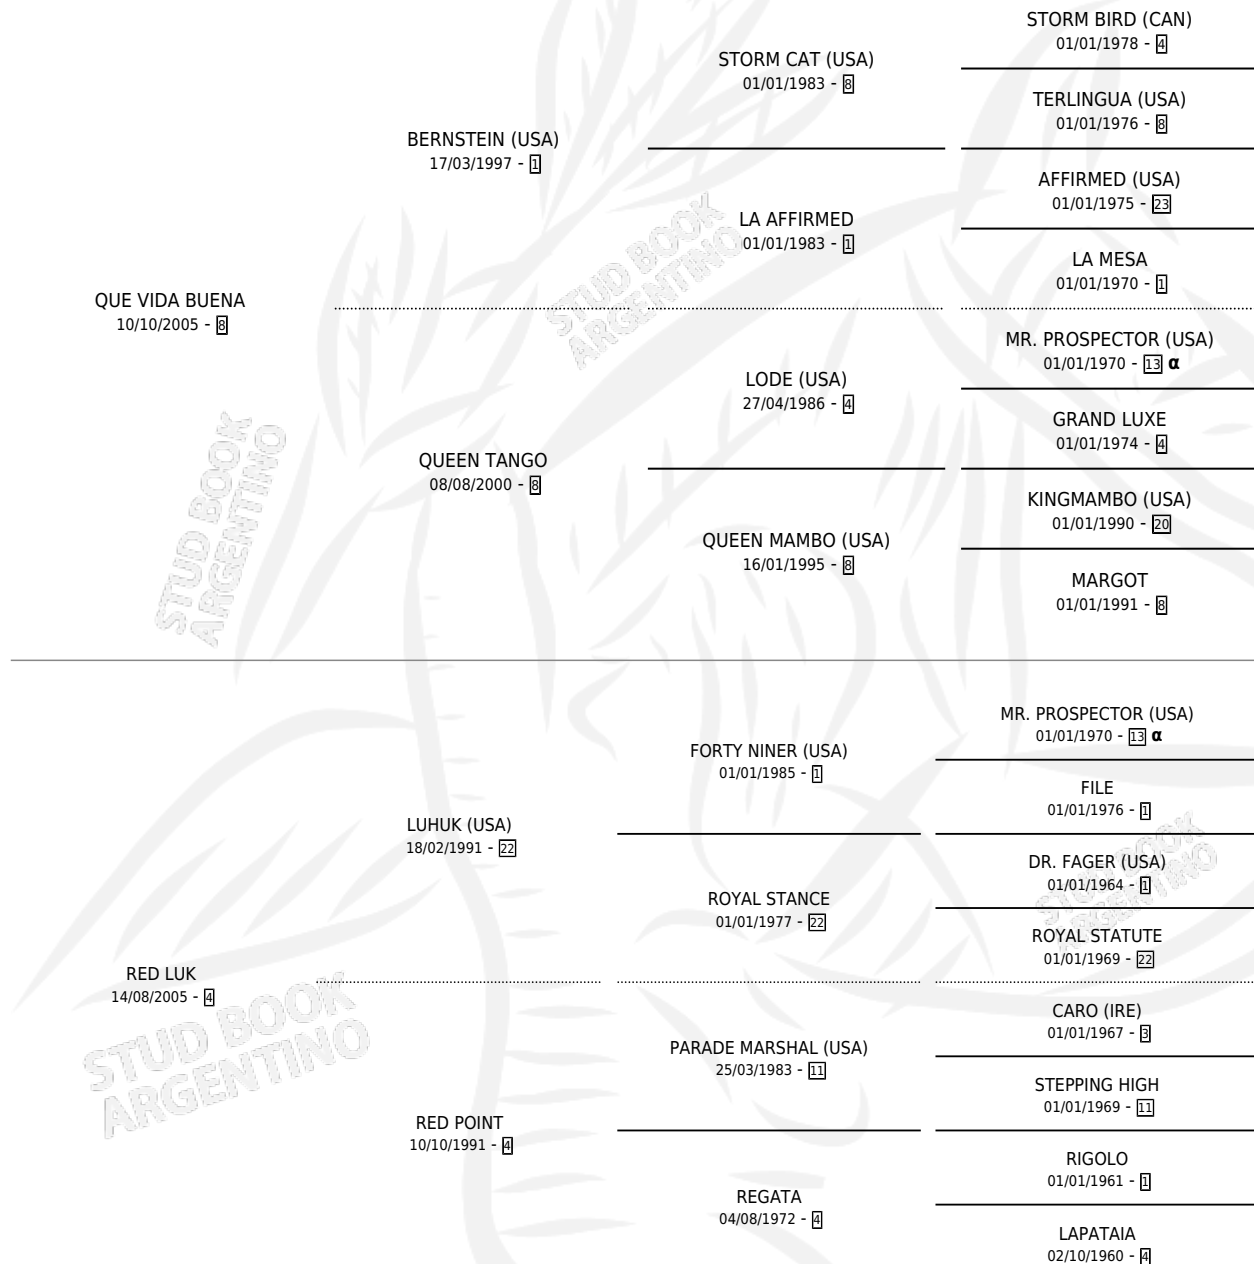 STORM BIRD (CAN)
01/01/1978 - 4
STORM CAT (USA)
01/01/1983 - 8
TERLINGUA (USA)
01/01/1976 - 8
BERNSTEIN (USA)
17/03/1997 - 1
AFFIRMED (USA)
01/01/1975 - 23
LA AFFIRMED
01/01/1983 - 1
LA MESA
01/01/1970 - 1
QUE VIDA BUENA
10/10/2005 - 8
STUD BOOK
ARGENTINO
MR. PROSPECTOR (USA)
01/01/1970 - 13 α
LODE (USA)
27/04/1986 - 4
GRAND LUXE
01/01/1974 - 4
QUEEN TANGO
08/08/2000 - 8
KINGMAMBO (USA)
01/01/1990 - 20
QUEEN MAMBO (USA)
16/01/1995 - 8
MARGOT
01/01/1991 - 8
STUD BOOK
ARGENTINO
MR. PROSPECTOR (USA)
01/01/1970 - 13 α
FORTY NINER (USA)
01/01/1985 - 1
FILE
01/01/1976 - 1
LUHUK (USA)
18/02/1991 - 22
DR. FAGER (USA)
01/01/1964 - 1
ROYAL STANCE
01/01/1977 - 22
ROYAL STATUTE
01/01/1969 - 22
STUD BOOK
ARGENTINO
RED LUK
14/08/2005 - 4
CARO (IRE)
01/01/1967 - 3
PARADE MARSHAL (USA)
25/03/1983 - 11
STEPPING HIGH
01/01/1969 - 11
RED POINT
10/10/1991 - 4
RIGOLO
01/01/1961 - 1
REGATA
04/08/1972 - 4
LAPATAIA
02/10/1960 - 4
STUD BOOK
ARGENTINO